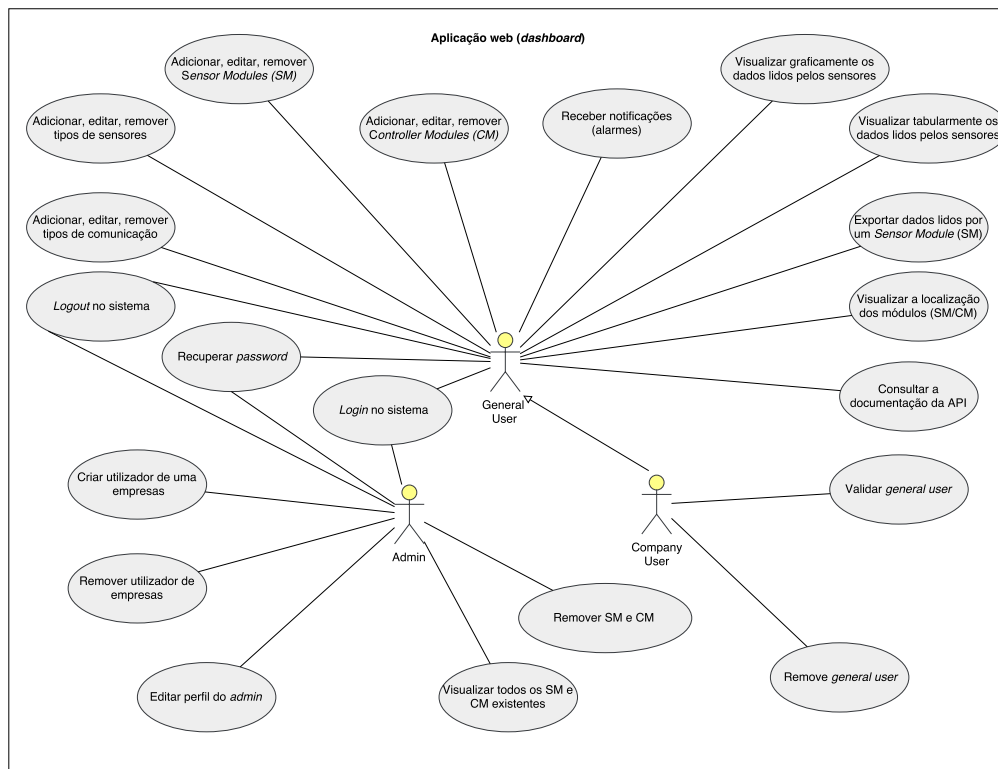 Aplicação web (dashboard)
Adicionar, editar, remover
Sensor Modules (SM)
Visualizar graficamente os
dados lidos pelos sensores
Adicionar, editar, remover
tipos de sensores
Adicionar, editar, remover
Controller Modules (CM)
Receber notificações
(alarmes)
Visualizar tabularmente os
dados lidos pelos sensores
Adicionar, editar, remover
tipos de comunicação
Exportar dados lidos por
um Sensor Module (SM)
Logout no sistema
Visualizar a localização
dos módulos (SM/CM)
Recuperar password
Login no sistema
General
User
Consultar a
documentação da API
Criar utilizador de uma
empresas
Validar general user
Admin
Company
User
Remover utilizador de
empresas
Remover SM e CM
Editar perfil do admin
Visualizar todos os SM e
CM existentes
Remove general user